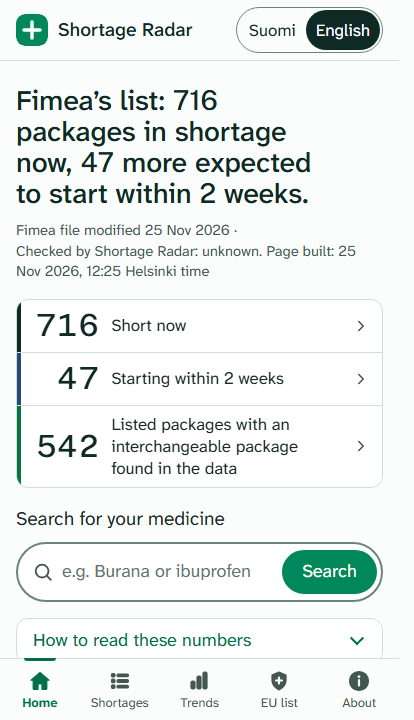 Shortage Radar
Suomi
English
Fimea’s list: 716
packages in shortage
now, 47 more expected
to start within 2 weeks.
Fimea file modified 25 Nov 2026 ·
Checked by Shortage Radar: unknown. Page built: 25
Nov 2026, 12:25 Helsinki time
716 Short now
47 Starting within 2 weeks
542 Listed packages with an
interchangeable package
found in the data
Search for your medicine
e.g. Burana or ibuprofen
Search
How to read these numbers
Home
Shortages
Trends
EU list
About